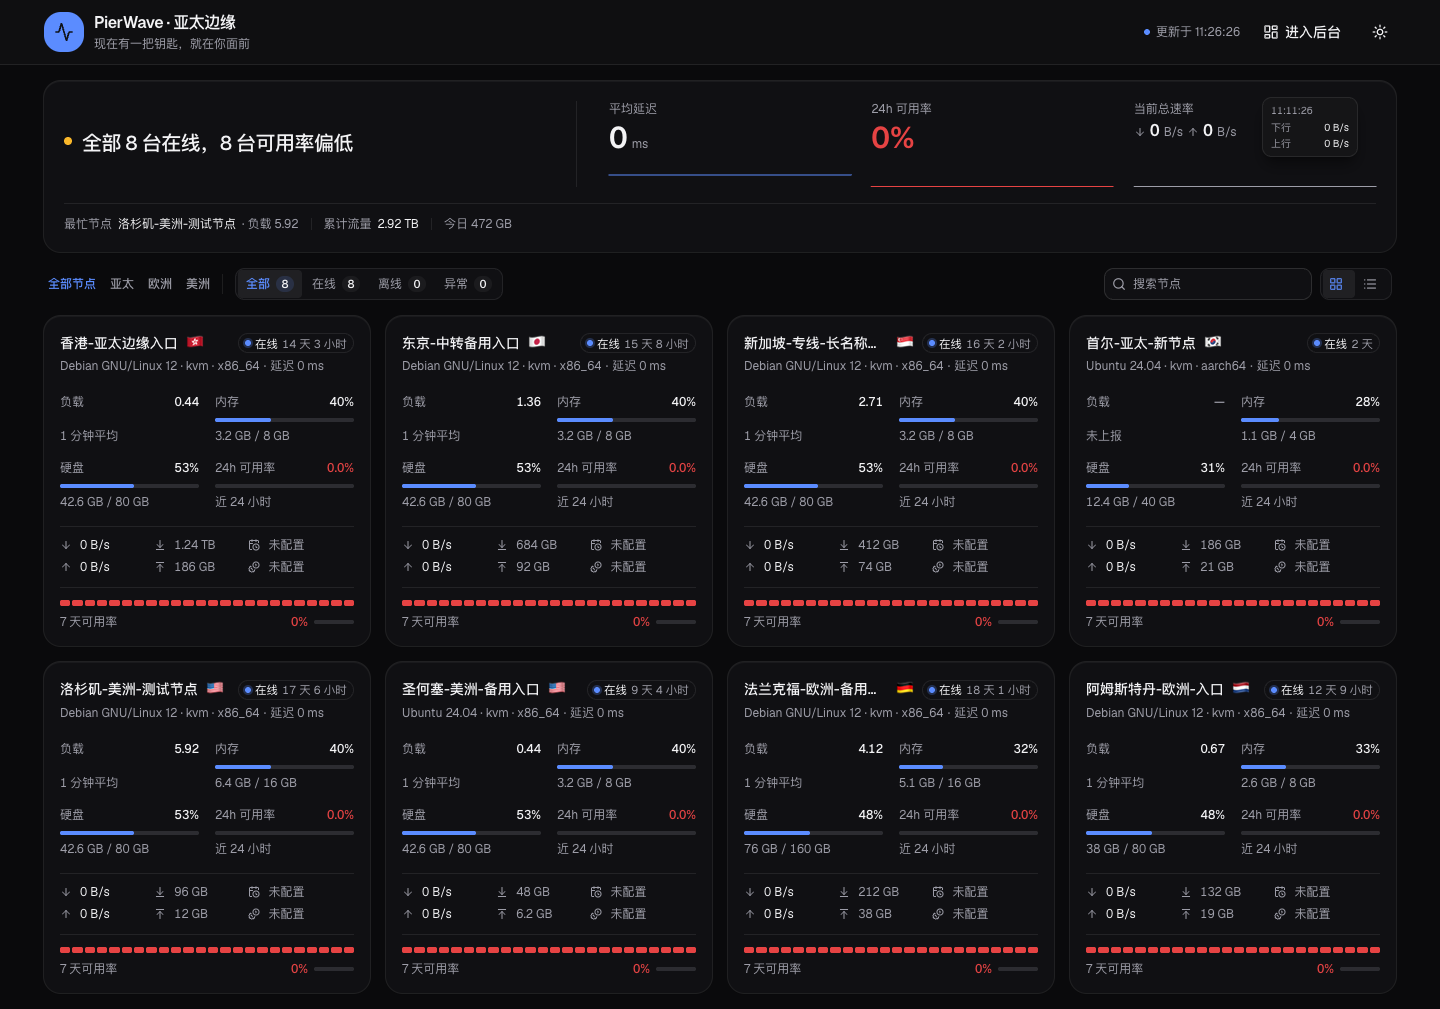 PierWave · 亚太边缘
现在有一把钥匙，就在你面前
更新于 11:26:26
进入后台
全部 8 台在线，8 台可用率偏低
平均延迟
0 ms
24h 可用率
0%
当前总速率
↓ 0 B/s ↑ 0 B/s
11:11:26
下行 0 B/s
上行 0 B/s
最忙节点 洛杉矶-美洲-测试节点 · 负载 5.92
累计流量 2.92 TB
今日 472 GB
全部节点 亚太 欧洲 美洲
全部 8 在线 8 离线 0 异常 0
搜索节点
香港-亚太边缘入口 🇭🇰 在线 14 天 3 小时
Debian GNU/Linux 12 · kvm · x86_64 · 延迟 0 ms
负载 0.44 内存 40%
1 分钟平均 3.2 GB / 8 GB
硬盘 53% 24h 可用率 0.0%
42.6 GB / 80 GB 近 24 小时
↓ 0 B/s 1.24 TB 未配置
↑ 0 B/s 186 GB 未配置
7 天可用率 0%
东京-中转备用入口 🇯🇵 在线 15 天 8 小时
Debian GNU/Linux 12 · kvm · x86_64 · 延迟 0 ms
负载 1.36 内存 40%
1 分钟平均 3.2 GB / 8 GB
硬盘 53% 24h 可用率 0.0%
42.6 GB / 80 GB 近 24 小时
↓ 0 B/s 684 GB 未配置
↑ 0 B/s 92 GB 未配置
7 天可用率 0%
新加坡-专线-长名称... 🇸🇬 在线 16 天 2 小时
Debian GNU/Linux 12 · kvm · x86_64 · 延迟 0 ms
负载 2.71 内存 40%
1 分钟平均 3.2 GB / 8 GB
硬盘 53% 24h 可用率 0.0%
42.6 GB / 80 GB 近 24 小时
↓ 0 B/s 412 GB 未配置
↑ 0 B/s 74 GB 未配置
7 天可用率 0%
首尔-亚太-新节点 🇰🇷 在线 2 天
Ubuntu 24.04 · kvm · aarch64 · 延迟 0 ms
负载 — 内存 28%
未上报 1.1 GB / 4 GB
硬盘 31% 24h 可用率 0.0%
12.4 GB / 40 GB 近 24 小时
↓ 0 B/s 186 GB 未配置
↑ 0 B/s 21 GB 未配置
7 天可用率 0%
洛杉矶-美洲-测试节点 🇺🇸 在线 17 天 6 小时
Debian GNU/Linux 12 · kvm · x86_64 · 延迟 0 ms
负载 5.92 内存 40%
1 分钟平均 6.4 GB / 16 GB
硬盘 53% 24h 可用率 0.0%
42.6 GB / 80 GB 近 24 小时
↓ 0 B/s 96 GB 未配置
↑ 0 B/s 12 GB 未配置
7 天可用率 0%
圣何塞-美洲-备用入口 🇺🇸 在线 9 天 4 小时
Ubuntu 24.04 · kvm · x86_64 · 延迟 0 ms
负载 0.44 内存 40%
1 分钟平均 3.2 GB / 8 GB
硬盘 53% 24h 可用率 0.0%
42.6 GB / 80 GB 近 24 小时
↓ 0 B/s 48 GB 未配置
↑ 0 B/s 6.2 GB 未配置
7 天可用率 0%
法兰克福-欧洲-备用... 🇩🇪 在线 18 天 1 小时
Debian GNU/Linux 12 · kvm · x86_64 · 延迟 0 ms
负载 4.12 内存 32%
1 分钟平均 5.1 GB / 16 GB
硬盘 48% 24h 可用率 0.0%
76 GB / 160 GB 近 24 小时
↓ 0 B/s 212 GB 未配置
↑ 0 B/s 38 GB 未配置
7 天可用率 0%
阿姆斯特丹-欧洲-入口 🇳🇱 在线 12 天 9 小时
Debian GNU/Linux 12 · kvm · x86_64 · 延迟 0 ms
负载 0.67 内存 33%
1 分钟平均 2.6 GB / 8 GB
硬盘 48% 24h 可用率 0.0%
38 GB / 80 GB 近 24 小时
↓ 0 B/s 132 GB 未配置
↑ 0 B/s 19 GB 未配置
7 天可用率 0%